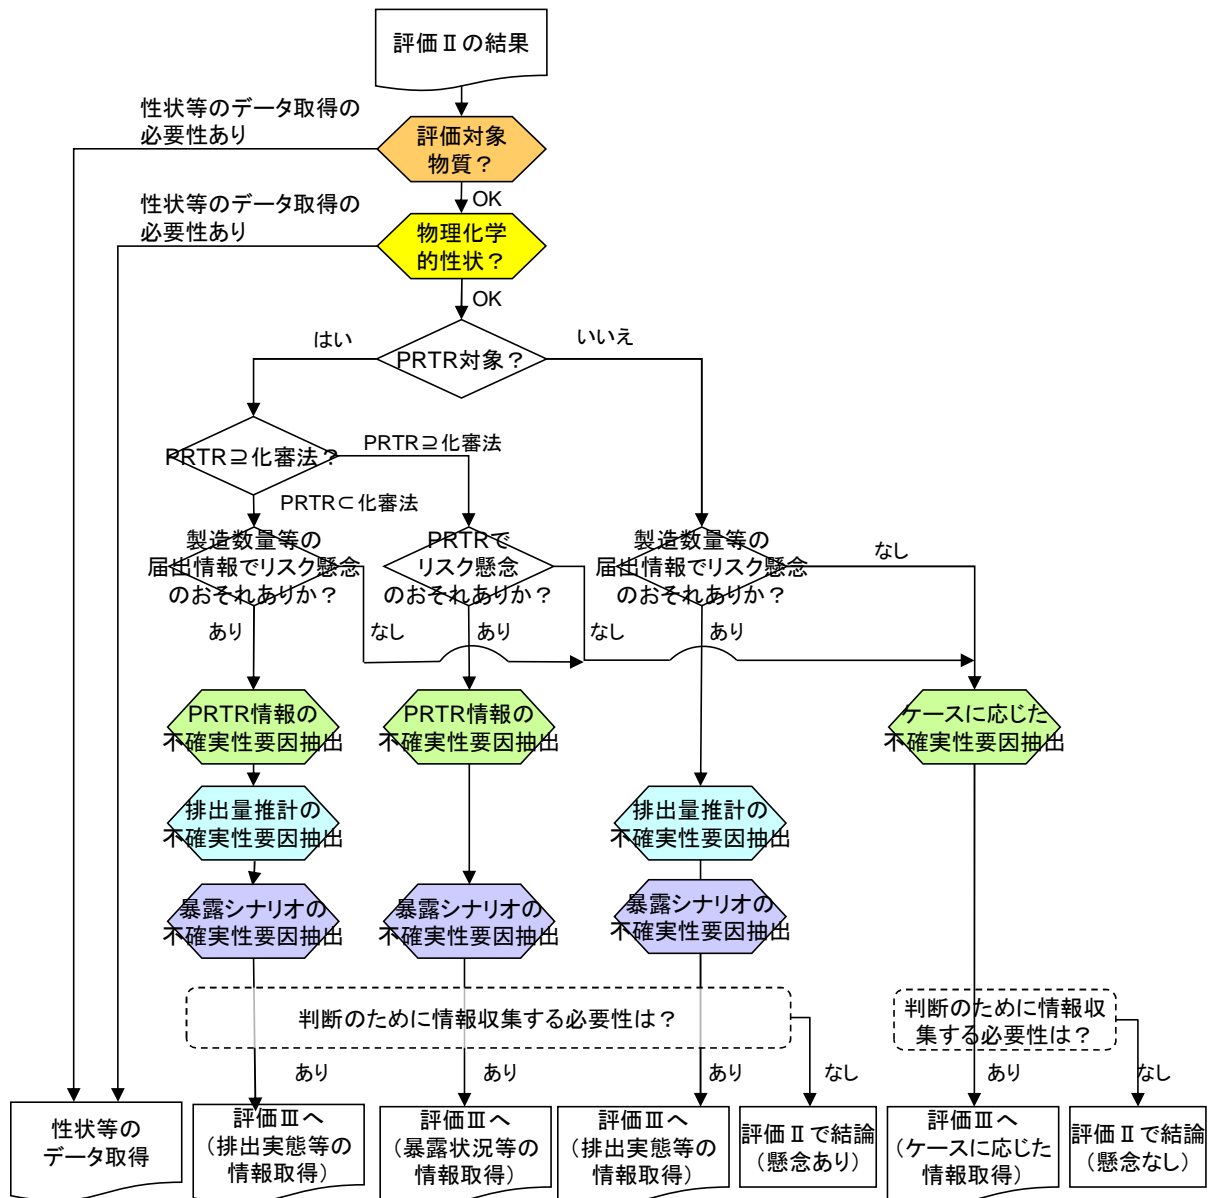 評価Ⅱの結果
性状等のデータ取得の
必要性あり
評価対象
物質？
OK
性状等のデータ取得の
必要性あり
物理化学
的性状？
OK
はい
いいえ
PRTR対象？
PRTR⊇化審法？
PRTR⊇化審法
PRTR⊂化審法
製造数量等の
届出情報でリスク懸念
のおそれありか？
PRTRで
リスク懸念
のおそれありか？
製造数量等の
届出情報でリスク懸念
のおそれありか？
なし
あり
なし
あり
なし
あり
PRTR情報の
不確実性要因抽出
PRTR情報の
不確実性要因抽出
ケースに応じた
不確実性要因抽出
排出量推計の
不確実性要因抽出
排出量推計の
不確実性要因抽出
暴露シナリオの
不確実性要因抽出
暴露シナリオの
不確実性要因抽出
暴露シナリオの
不確実性要因抽出
判断のために情報収集する必要性は？
判断のために情報収
集する必要性は？
あり
あり
あり
なし
あり
なし
性状等の
データ取得
評価Ⅲへ
（排出実態等の
情報取得）
評価Ⅲへ
（暴露状況等の
情報取得）
評価Ⅲへ
（排出実態等の
情報取得）
評価Ⅱで結論
（懸念あり）
評価Ⅲへ
（ケースに応じた
情報取得）
評価Ⅱで結論
（懸念なし）